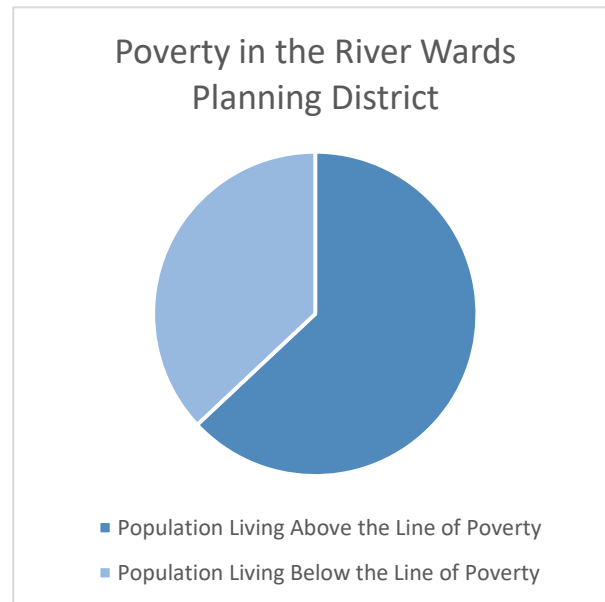 Poverty in the River Wards
Planning District
Population Living Above the Line of Poverty
Population Living Below the Line of Poverty